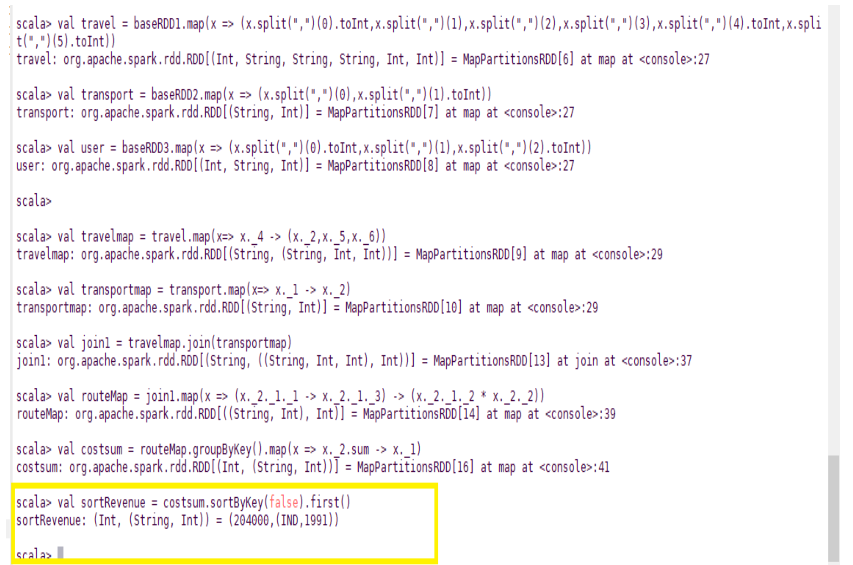 scala> val travel = baseRDD1.map(x => (x.split(",")(0).toInt,x.split(",")(1),x.split(",")(2),x.split(",")(3),x.split(",")(4).toInt,x.spli
t(",")(5).toInt))
travel: org.apache.spark.rdd.RDD[(Int, String, String, String, Int, Int)] = MapPartitionsRDD[6] at map at <console>:27
scala> val transport = baseRDD2.map(x => (x.split(",")(0),x.split(",")(1).toInt))
transport: org.apache.spark.rdd.RDD[(String, Int)] = MapPartitionsRDD[7] at map at <console>:27
scala> val user = baseRDD3.map(x => (x.split(",")(0).toInt,x.split(",")(1),x.split(",")(2).toInt))
user: org.apache.spark.rdd.RDD[(Int, String, Int)] = MapPartitionsRDD[8] at map at <console>:27
scala>
scala> val travelmap = travel.map(x=> x._4 -> (x._2,x._5,x._6))
travelmap: org.apache.spark.rdd.RDD[(String, (String, Int, Int))] = MapPartitionsRDD[9] at map at <console>:29
scala> val transportmap = transport.map(x=> x._1 -> x._2)
transportmap: org.apache.spark.rdd.RDD[(String, Int)] = MapPartitionsRDD[10] at map at <console>:29
scala> val join1 = travelmap.join(transportmap)
join1: org.apache.spark.rdd.RDD[(String, ((String, Int, Int), Int))] = MapPartitionsRDD[13] at join at <console>:37
scala> val routeMap = join1.map(x => (x._2._1._1 -> x._2._1._3) -> (x._2._1._2 * x._2._2))
routeMap: org.apache.spark.rdd.RDD[((String, Int), Int)] = MapPartitionsRDD[14] at map at <console>:39
scala> val costsum = routeMap.groupByKey().map(x => x._2.sum -> x._1)
costsum: org.apache.spark.rdd.RDD[(Int, (String, Int))] = MapPartitionsRDD[16] at map at <console>:41
scala> val sortRevenue = costsum.sortByKey(false).first()
sortRevenue: (Int, (String, Int)) = (204000,(IND,1991))
scala>